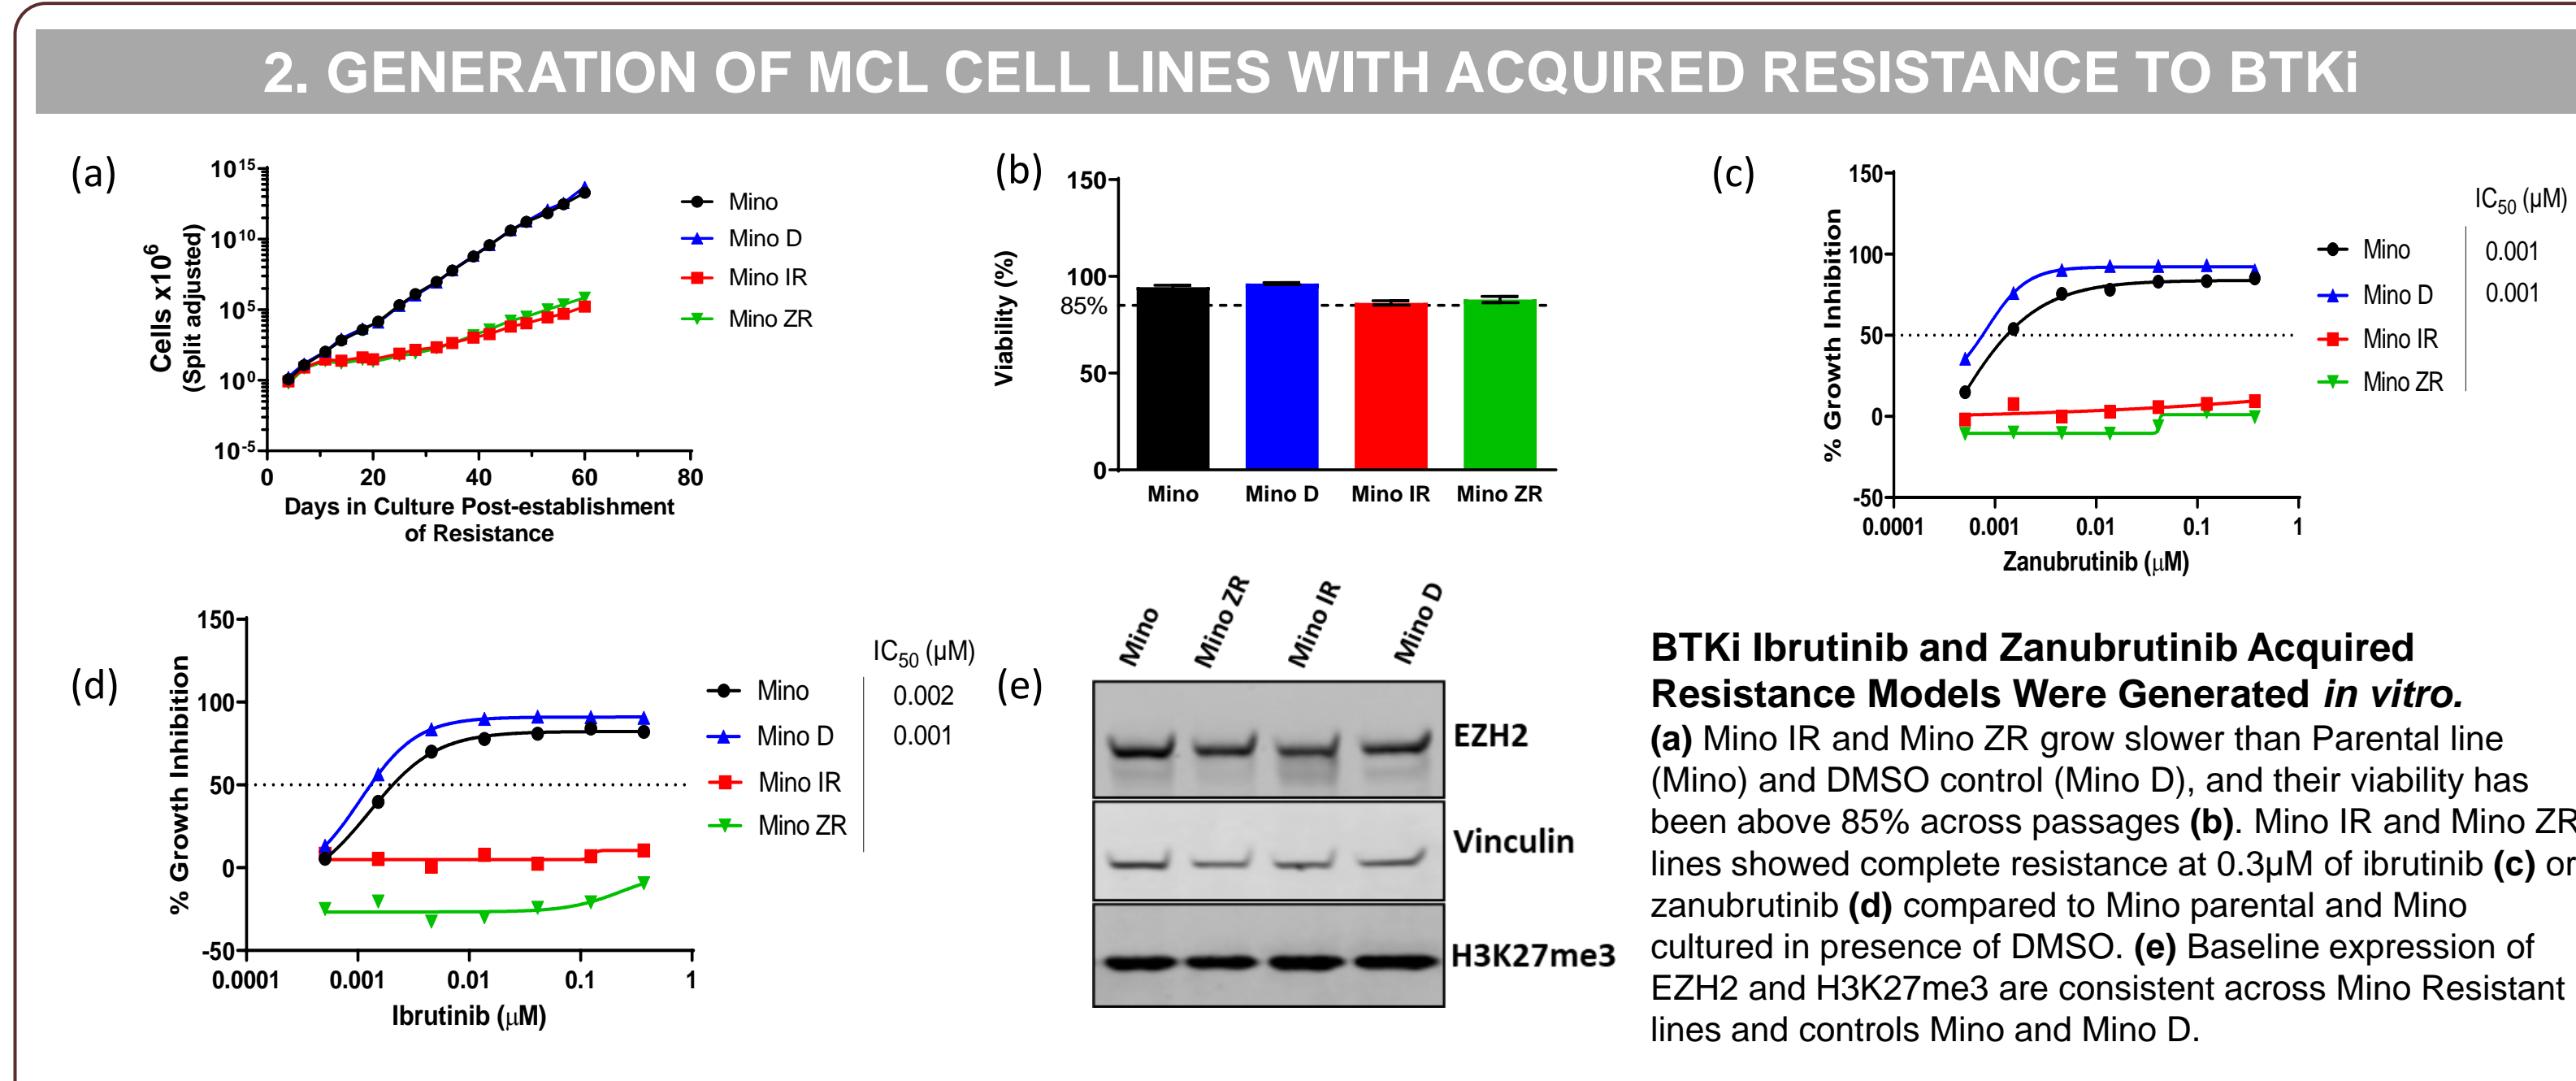 2. GENERATION OF MCL CELL LINES WITH ACQUIRED RESISTANCE TO BTKi
(a)
10^15
10^10
10^5
10^0
10^-5
Cells x10^6
(Split adjusted)
0 20 40 60 80
Days in Culture Post-establishment
of Resistance
Mino
Mino D
Mino IR
Mino ZR
(b)
150
100
85%
50
0
Viability (%)
Mino Mino D Mino IR Mino ZR
(c)
150
100
50
0
-50
% Growth Inhibition
0.0001 0.001 0.01 0.1 1
Zanubrutinib (μM)
IC50 (μM)
Mino 0.001
Mino D 0.001
Mino IR
Mino ZR
(d)
150
100
50
0
-50
% Growth Inhibition
0.0001 0.001 0.01 0.1 1
Ibrutinib (μM)
IC50 (μM)
Mino 0.002
Mino D 0.001
Mino IR
Mino ZR
(e)
Mino Mino ZR Mino IR Mino D
EZH2
Vinculin
H3K27me3
BTKi Ibrutinib and Zanubrutinib Acquired
Resistance Models Were Generated in vitro.
(a) Mino IR and Mino ZR grow slower than Parental line
(Mino) and DMSO control (Mino D), and their viability has
been above 85% across passages (b). Mino IR and Mino ZR
lines showed complete resistance at 0.3μM of ibrutinib (c) or
zanubrutinib (d) compared to Mino parental and Mino
cultured in presence of DMSO. (e) Baseline expression of
EZH2 and H3K27me3 are consistent across Mino Resistant
lines and controls Mino and Mino D.